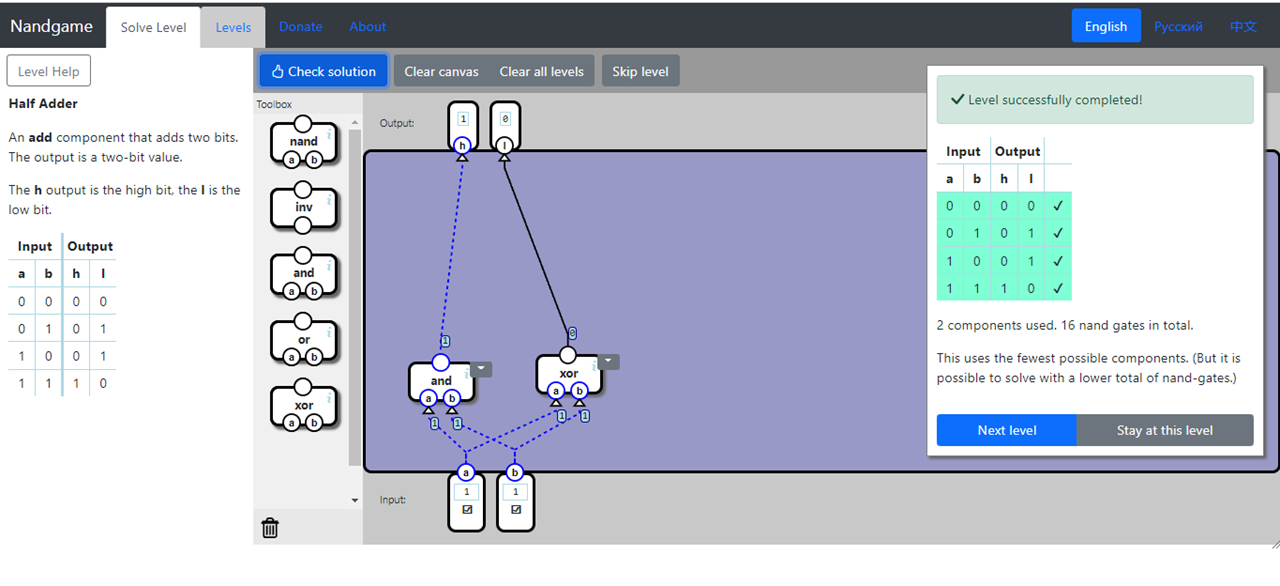 Nandgame Solve Level Levels Donate About English Русский 中文
Level Help
Half Adder
An add component that adds two bits.
The output is a two-bit value.
The h output is the high bit, the l is the
low bit.
Input Output
a b h l
0 0 0 0
0 1 0 1
1 0 0 1
1 1 1 0
Check solution Clear canvas Clear all levels Skip level
Toolbox
nand
a b
inv
and
a b
or
a b
xor
a b
Output:
1 0
h l
1 0
and xor
a b a b
1 1 1 1
a b
Input:
1 1
Level successfully completed!
Input Output
a b h l
0 0 0 0 ✓
0 1 0 1 ✓
1 0 0 1 ✓
1 1 1 0 ✓
2 components used. 16 nand gates in total.
This uses the fewest possible components. (But it is
possible to solve with a lower total of nand-gates.)
Next level Stay at this level